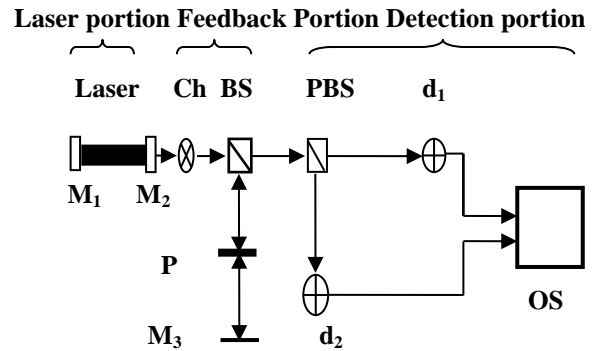 Laser portion Feedback Portion Detection portion
Laser Ch BS PBS d₁
M₁ M₂
P
OS
M₃ d₂